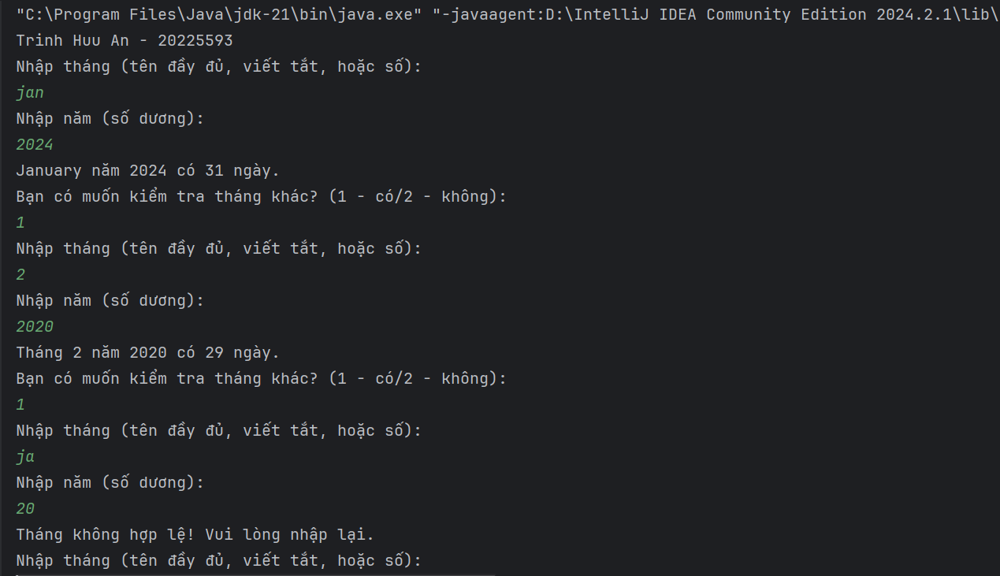 "C:\Program Files\Java\jdk-21\bin\java.exe" "-javaagent:D:\IntelliJ IDEA Community Edition 2024.2.1\lib\
Trinh Huu An - 20225593
Nhập tháng (tên đầy đủ, viết tắt, hoặc số):
jan
Nhập năm (số dương):
2024
January năm 2024 có 31 ngày.
Bạn có muốn kiểm tra tháng khác? (1 - có/2 - không):
1
Nhập tháng (tên đầy đủ, viết tắt, hoặc số):
2
Nhập năm (số dương):
2020
Tháng 2 năm 2020 có 29 ngày.
Bạn có muốn kiểm tra tháng khác? (1 - có/2 - không):
1
Nhập tháng (tên đầy đủ, viết tắt, hoặc số):
ja
Nhập năm (số dương):
20
Tháng không hợp lệ! Vui lòng nhập lại.
Nhập tháng (tên đầy đủ, viết tắt, hoặc số):